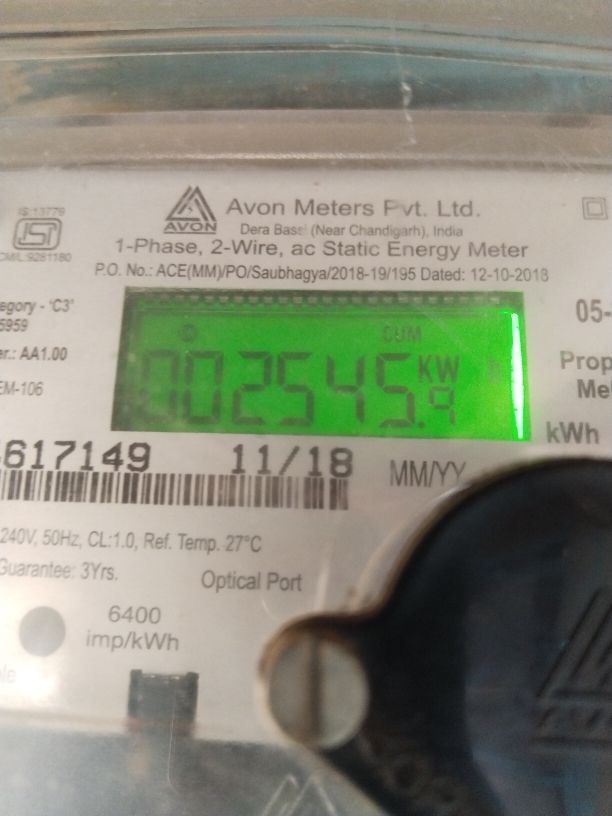 IS:13779
CM/L:9281180
AVON
Avon Meters Pvt. Ltd.
Dera Bassi (Near Chandigarh), India
1-Phase, 2-Wire, ac Static Energy Meter
P.O. No.: ACE(MM)/PO/Saubhagya/2018-19/195 Dated: 12-10-2018
egory - 'C3'
5959
er.: AA1.00
EM-106
CUM
002545.9 KW
05-
Prop
Me
kWh
617149 11/18 MM/YY
240V, 50Hz, CL:1.0, Ref. Temp. 27°C
Guarantee: 3Yrs.
Optical Port
6400
imp/kWh